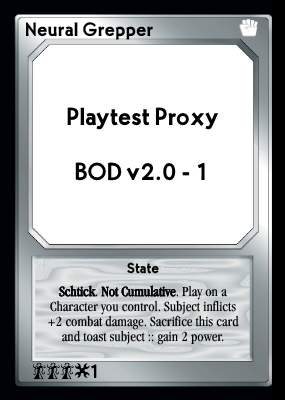 Neural Grepper
Playtest Proxy
BOD v2.0 - 1
State
Schtick. Not Cumulative. Play on a
Character you control. Subject inflicts
+2 combat damage. Sacrifice this card
and toast subject :: gain 2 power.
1